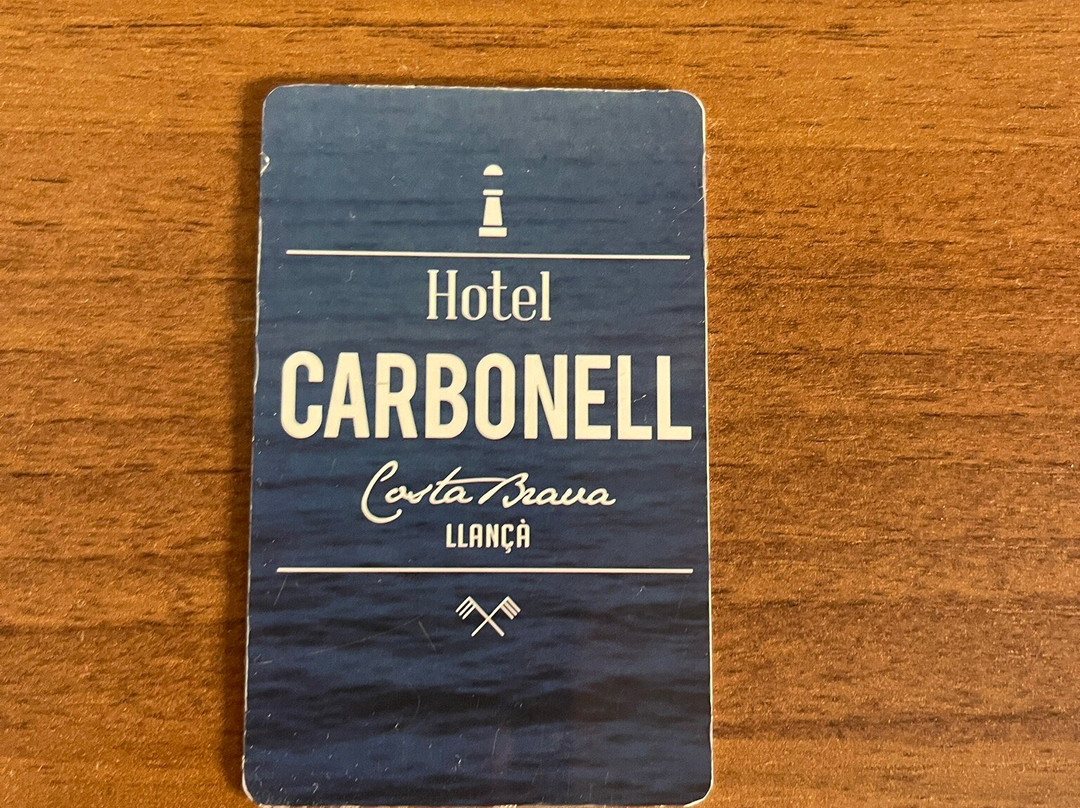 Hotel
CARBONELL
Costa Brava
LLANÇÀ